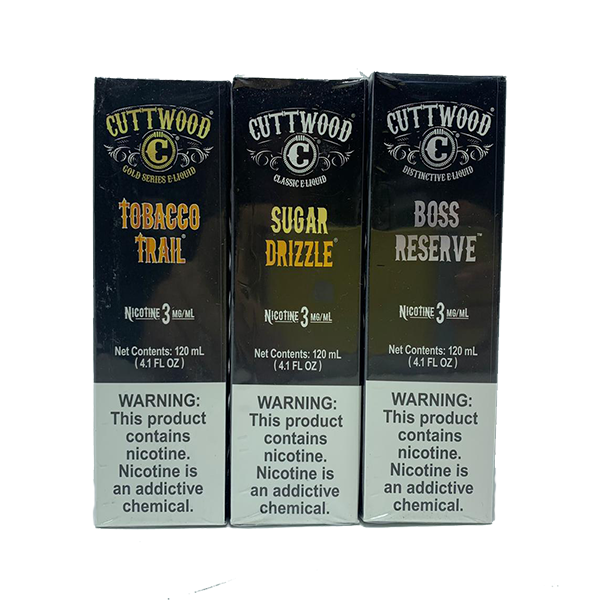 CUTTWOOD®
C
GOLD SERIES E-LIQUID
TOBACCO
TRAIL®
NICOTINE 3 MG/ML
Net Contents: 120 mL
( 4.1 FL OZ )
WARNING:
This product
contains
nicotine.
Nicotine is
an addictive
chemical.
CUTTWOOD®
C
CLASSIC E-LIQUID
SUGAR
DRIZZLE®
NICOTINE 3 MG/ML
Net Contents: 120 mL
( 4.1 FL OZ )
WARNING:
This product
contains
nicotine.
Nicotine is
an addictive
chemical.
CUTTWOOD®
C
DISTINCTIVE E-LIQUID
BOSS
RESERVE™
NICOTINE 3 MG/ML
Net Contents: 120 mL
( 4.1 FL OZ )
WARNING:
This product
contains
nicotine.
Nicotine is
an addictive
chemical.